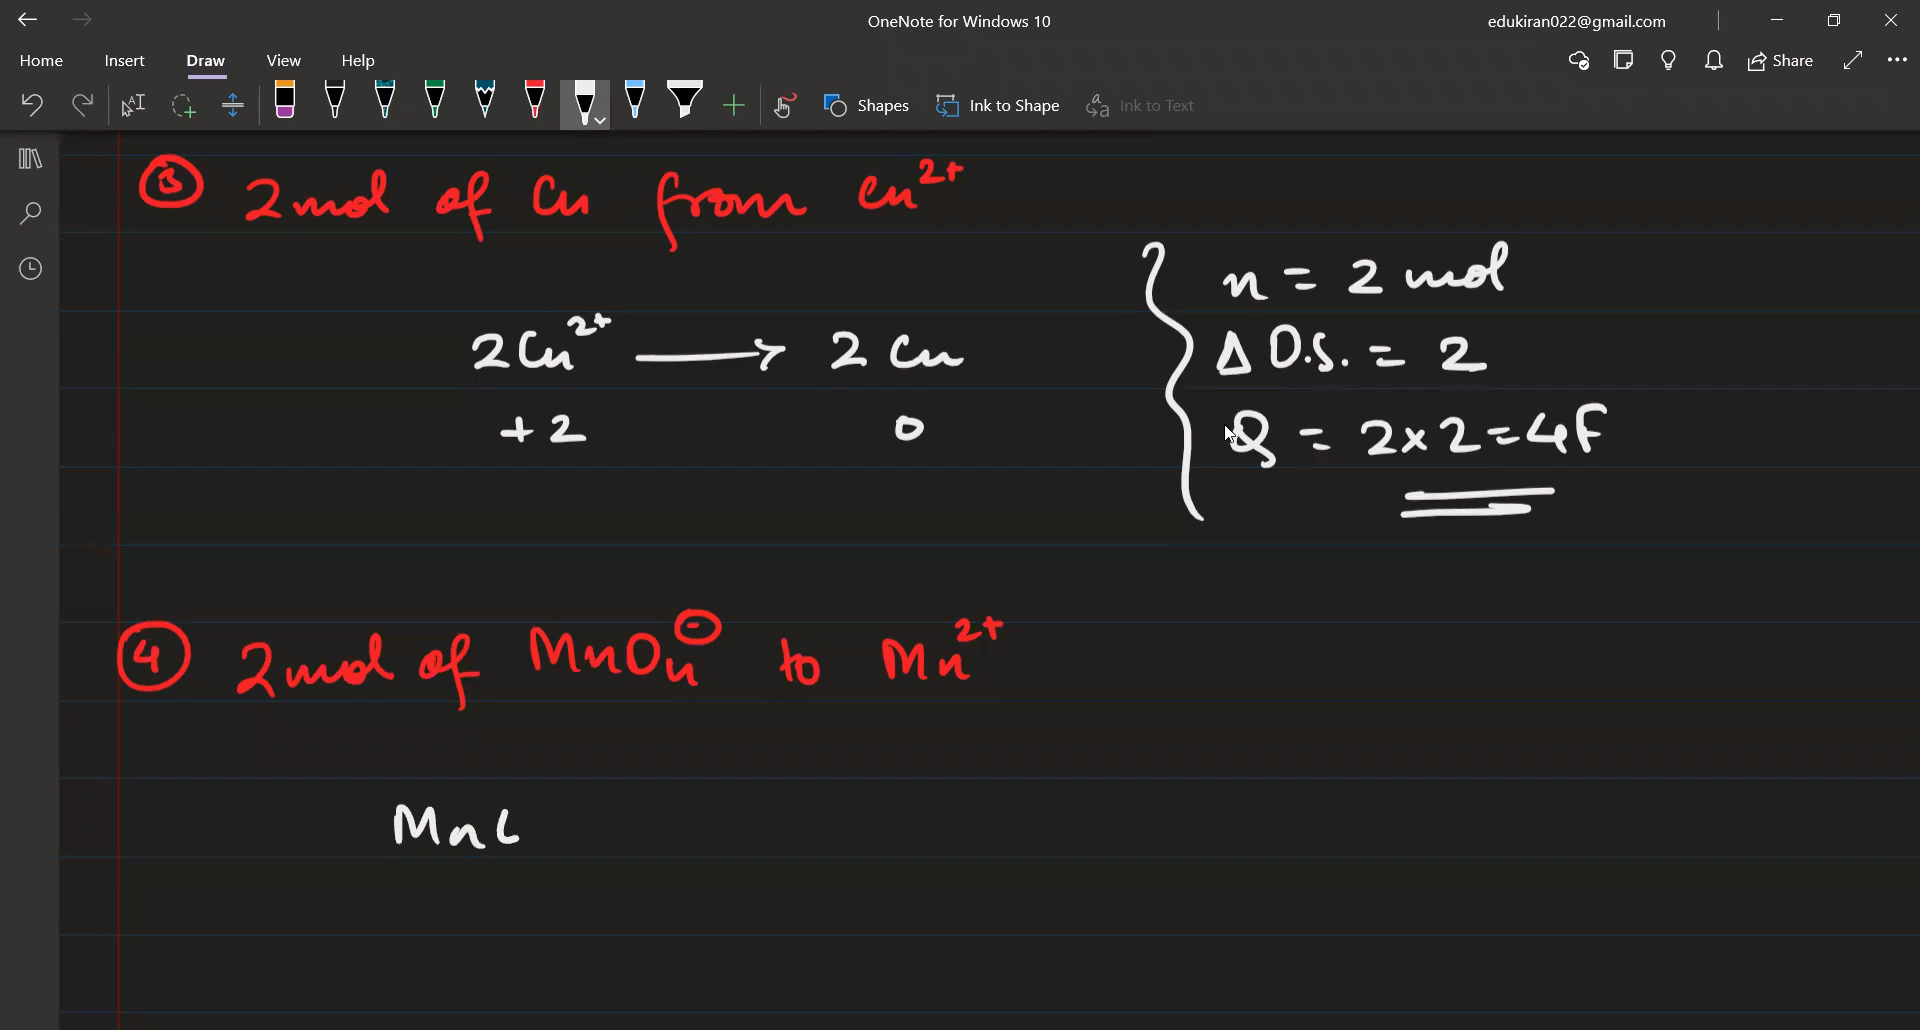 OneNote for Windows 10
edukiran022@gmail.com
Home Insert Draw View Help
Share
Shapes Ink to Shape Ink to Text
③ 2 mol of Cu from Cu²⁺
n = 2 mol
2Cu²⁺ → 2 Cu
Δ O.S. = 2
+2 0
Q = 2×2=4F
④ 2 mol of MnO₄⊖ to Mn²⁺
Mn